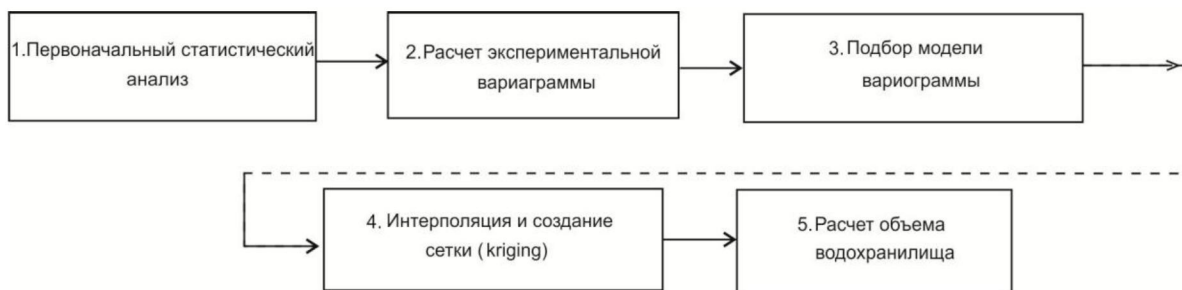 1.Первоначальный статистический
анализ
2.Расчет экспериментальной
вариаграммы
3.Подбор модели
вариограммы
4. Интерполяция и создание
сетки ( kriging)
5.Расчет объема
водохранилища